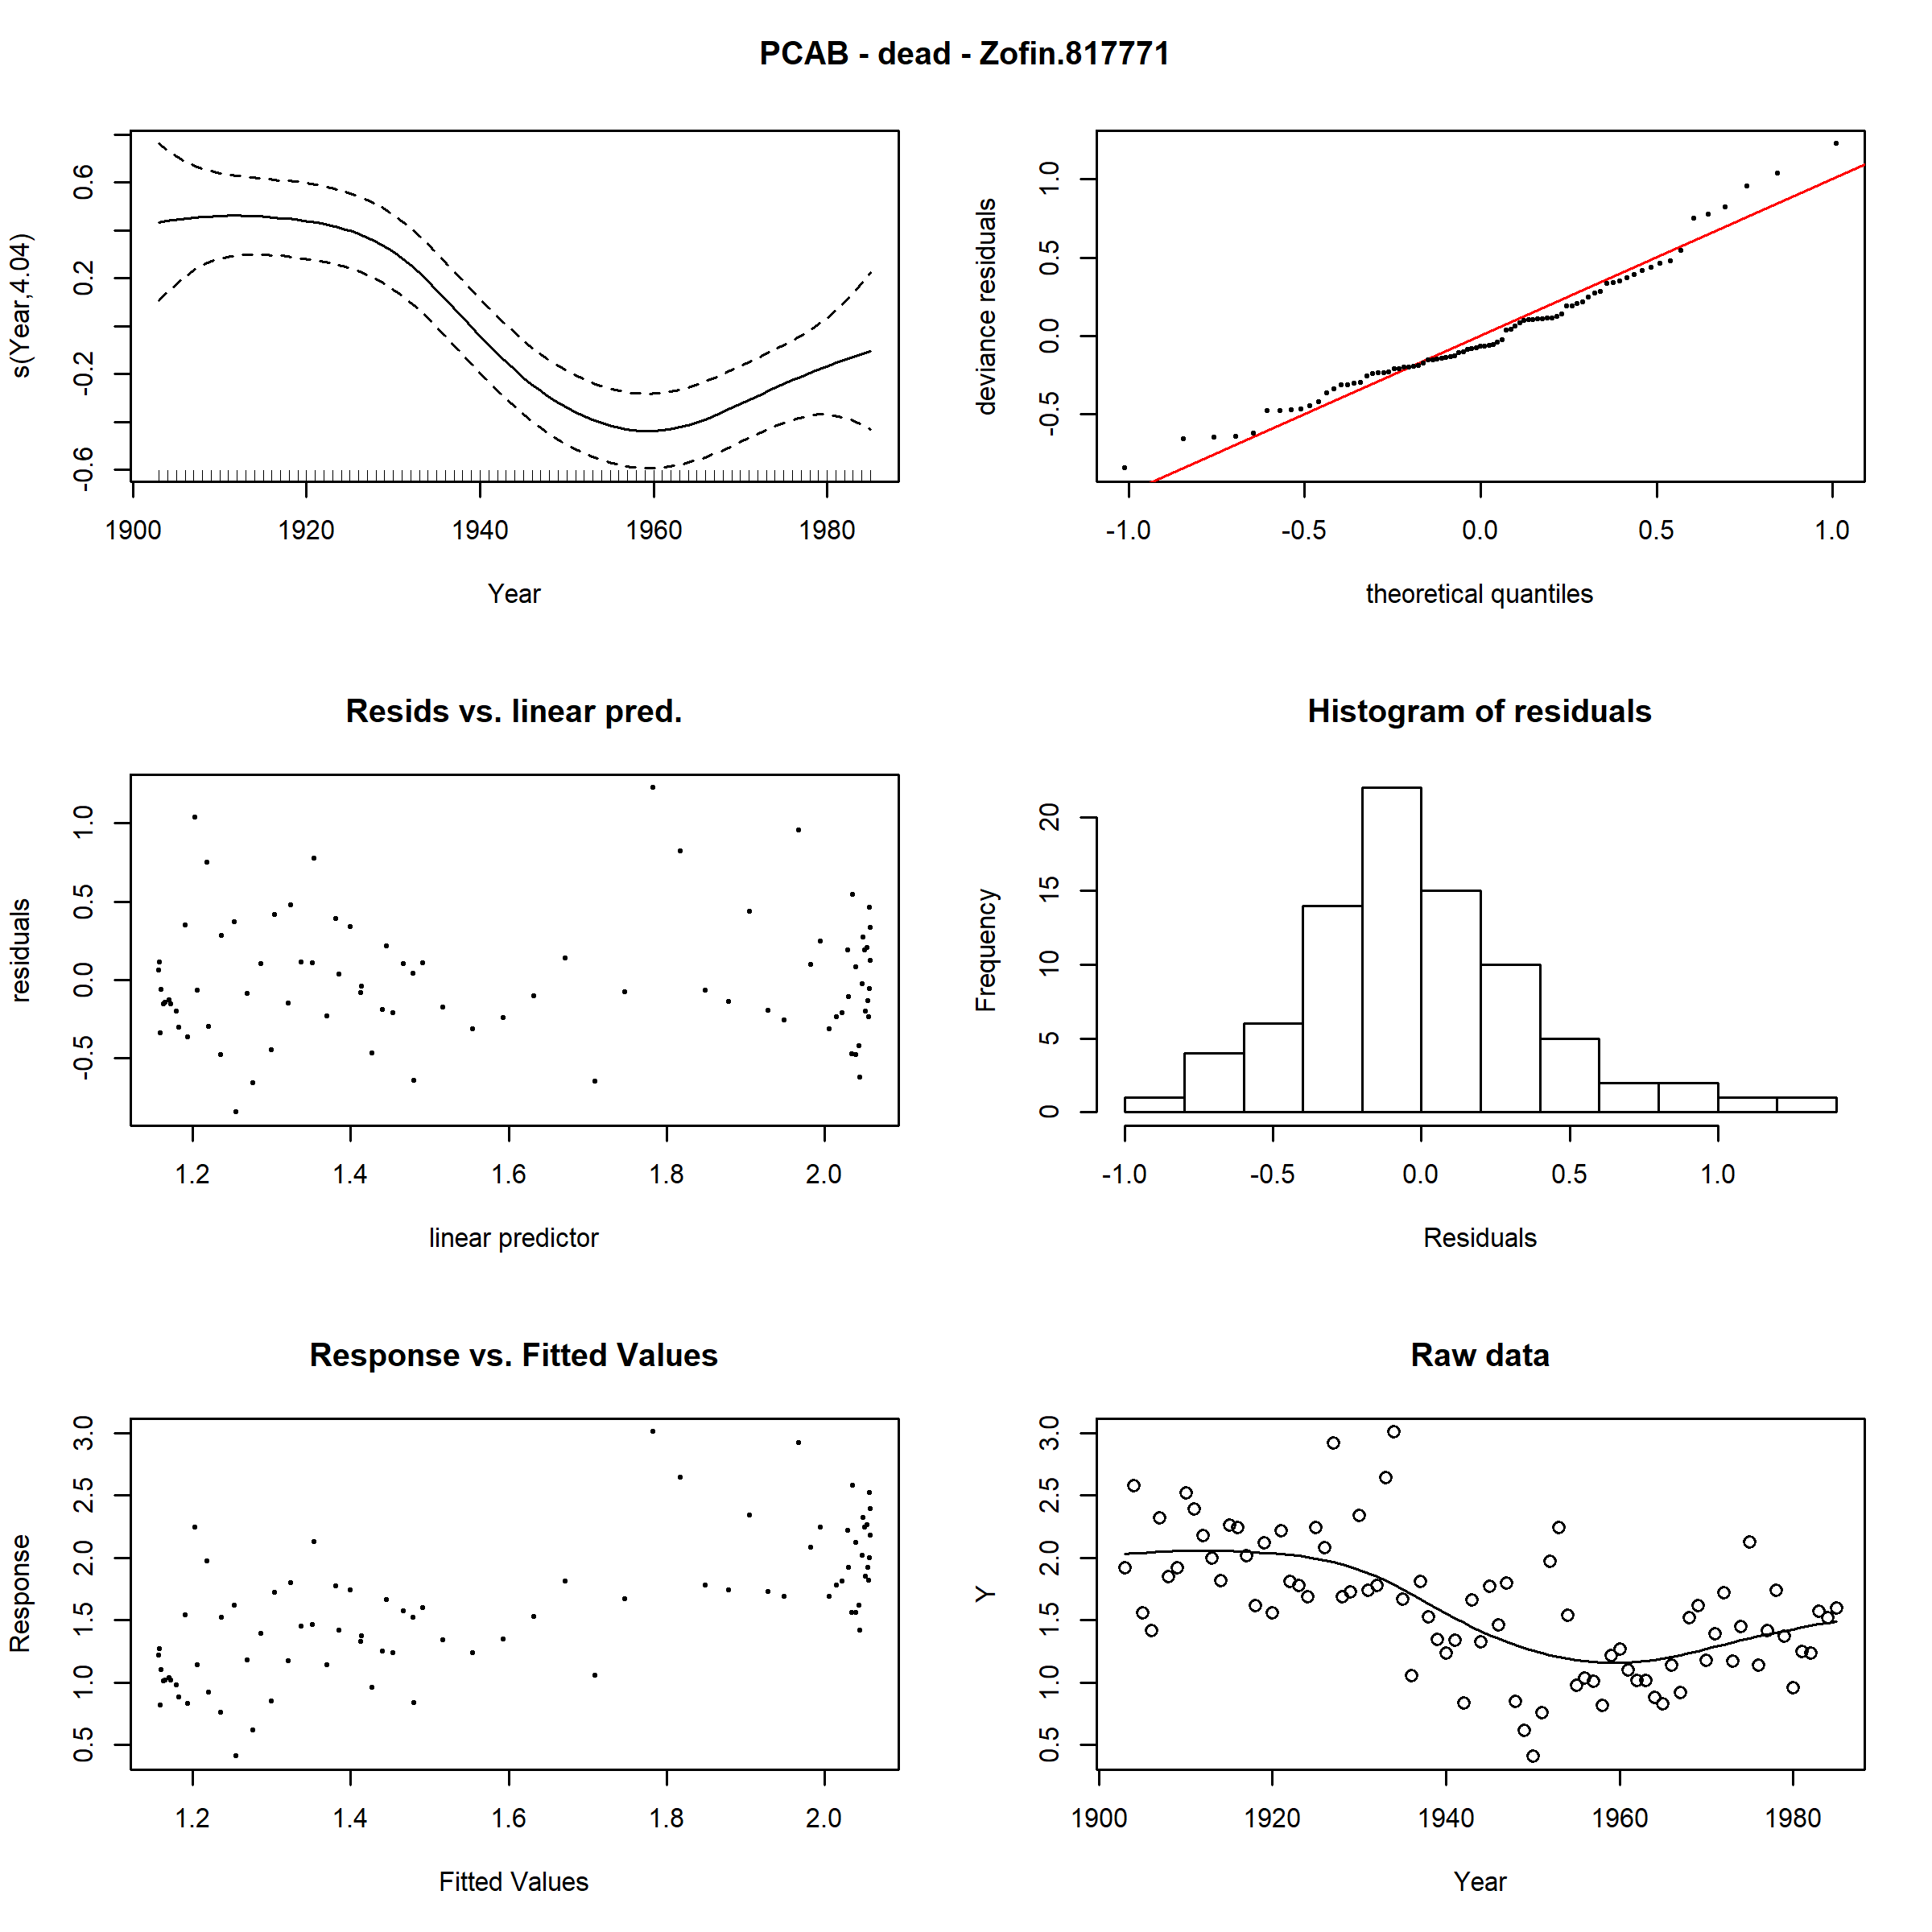 PCAB - dead - Zofin.817771
s(Year,4.04)
-0.6 -0.2 0.2 0.6
1900 1920 1940 1960 1980
Year
deviance residuals
-0.5 0.0 0.5 1.0
-1.0 -0.5 0.0 0.5 1.0
theoretical quantiles
Resids vs. linear pred.
residuals
-0.5 0.0 0.5 1.0
1.2 1.4 1.6 1.8 2.0
linear predictor
Histogram of residuals
Frequency
0 5 10 15 20
-1.0 -0.5 0.0 0.5 1.0
Residuals
Response vs. Fitted Values
Response
0.5 1.0 1.5 2.0 2.5 3.0
1.2 1.4 1.6 1.8 2.0
Fitted Values
Raw data
Y
0.5 1.0 1.5 2.0 2.5 3.0
1900 1920 1940 1960 1980
Year